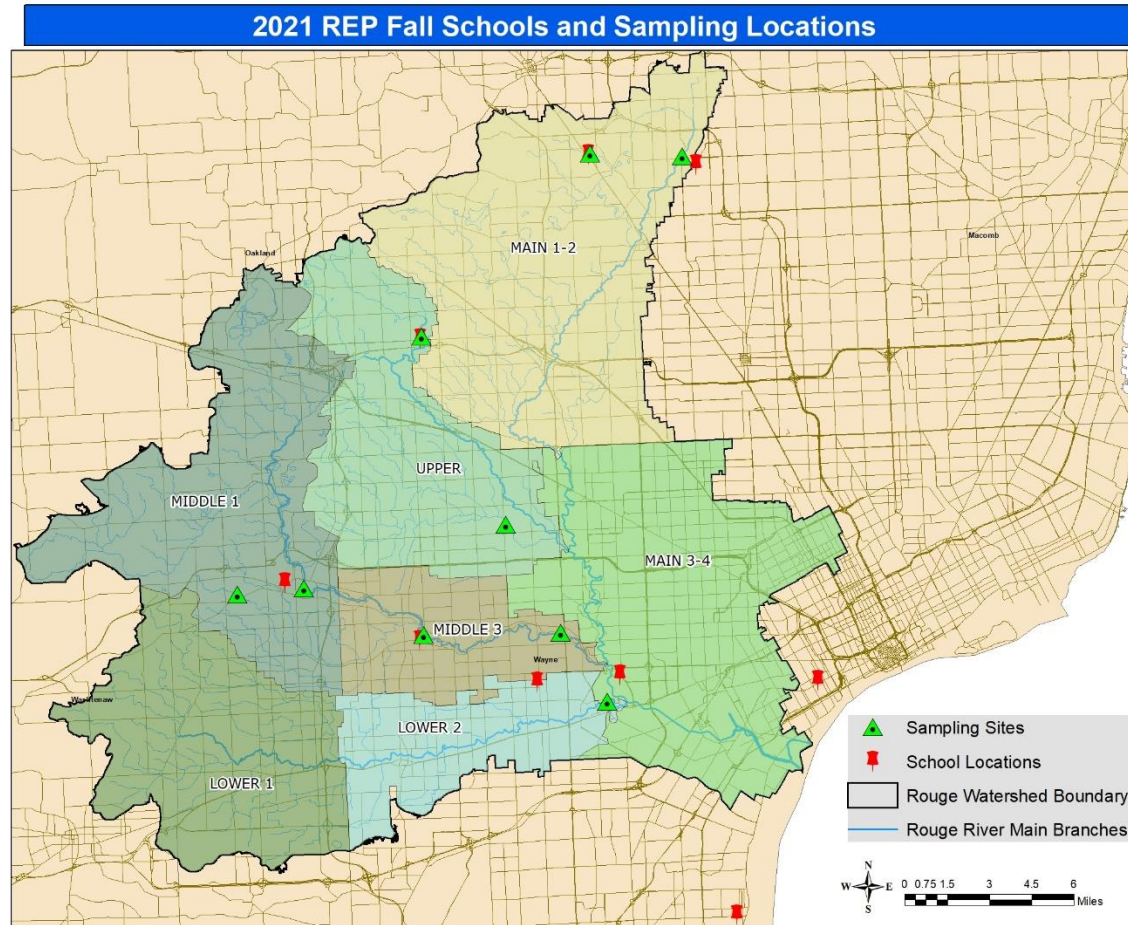 2021 REP Fall Schools and Sampling Locations
Macomb
MAIN 1-2
Oakland
UPPER
MIDDLE 1
MAIN 3-4
MIDDLE 3
Wayne
Washtenaw
LOWER 2
LOWER 1
Sampling Sites
School Locations
Rouge Watershed Boundary
Rouge River Main Branches
N
W E
S
0 0.75 1.5 3 4.5 6
Miles